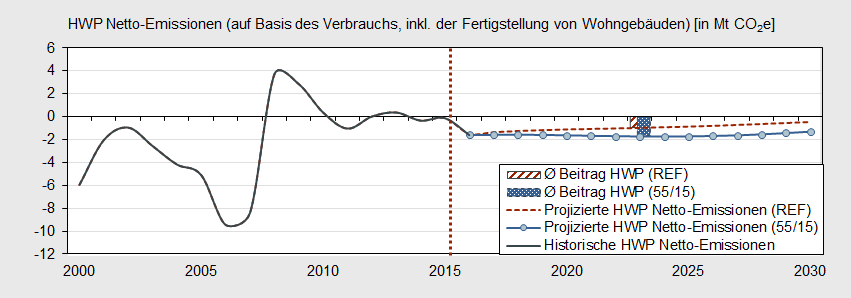 HWP Netto-Emissionen (auf Basis des Verbrauchs, inkl. der Fertigstellung von Wohngebäuden) [in Mt CO₂e]
6
4
2
0
-2
-4
-6
-8
-10
-12
2000 2005 2010 2015 2020 2025 2030
Ø Beitrag HWP (REF)
Ø Beitrag HWP (55/15)
Projizierte HWP Netto-Emissionen (REF)
Projizierte HWP Netto-Emissionen (55/15)
Historische HWP Netto-Emissionen